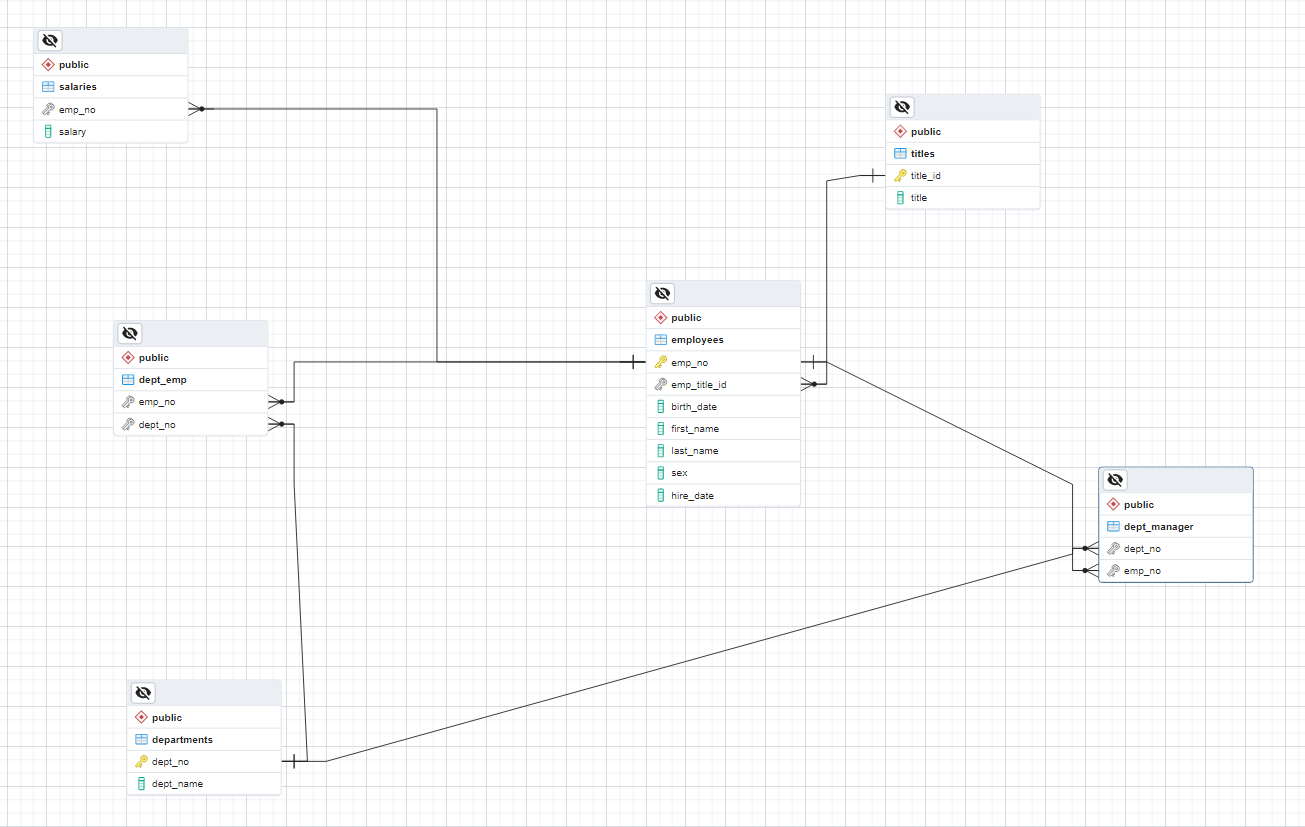 public
salaries
emp_no
salary
public
titles
title_id
title
public
employees
emp_no
emp_title_id
birth_date
first_name
last_name
sex
hire_date
public
dept_emp
emp_no
dept_no
public
dept_manager
dept_no
emp_no
public
departments
dept_no
dept_name